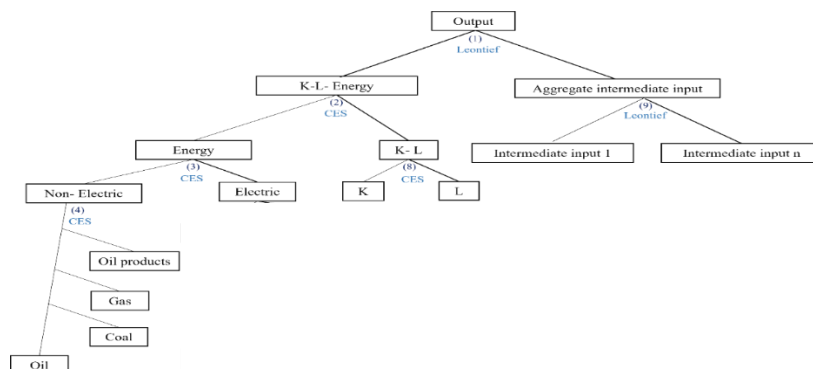 Output
(1)
Leontief
K-L- Energy
Aggregate intermediate input
(2)
CES
(9)
Leontief
Energy
K- L
Intermediate input 1
Intermediate input n
(3)
CES
(8)
CES
Non- Electric
Electric
K
L
(4)
CES
Oil products
Gas
Coal
Oil